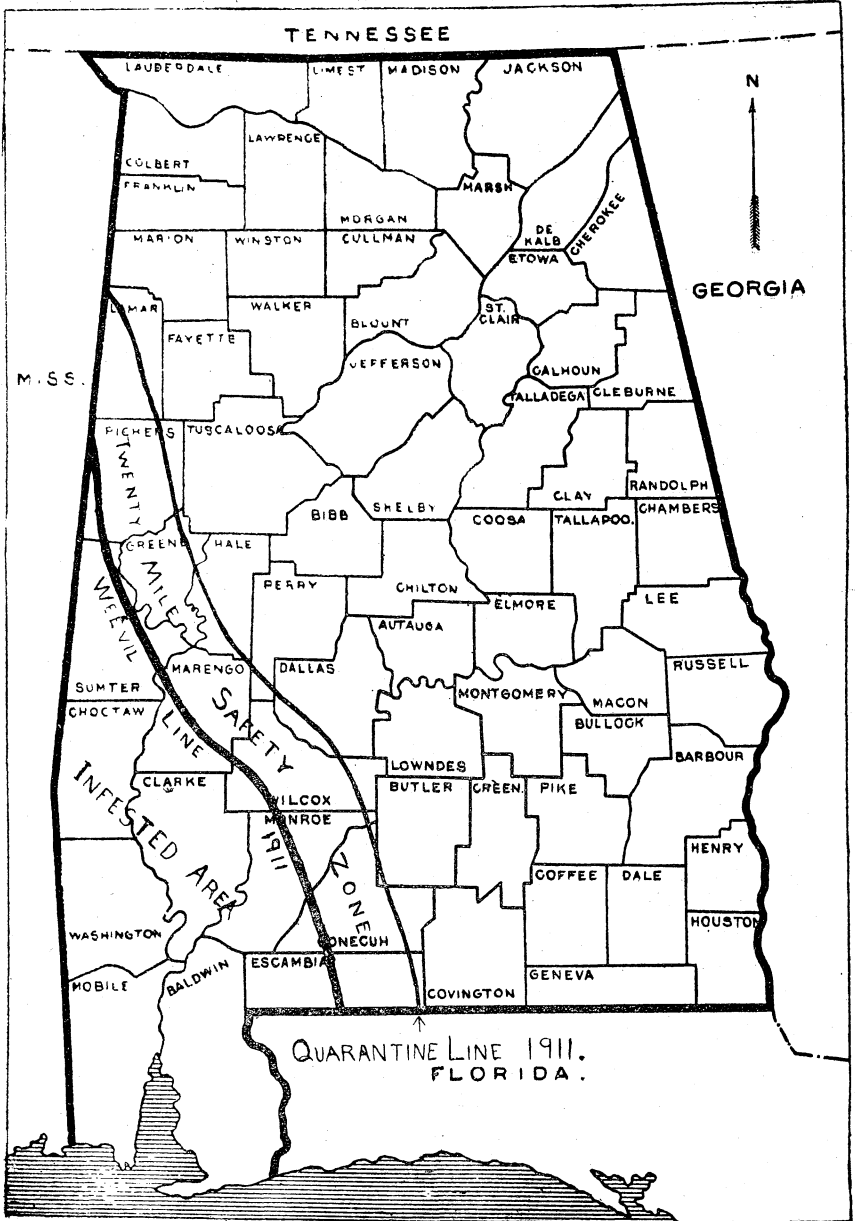 TENNESSEE
LAUDERDALE
LIMEST
MADISON
JACKSON
N
LAWRENCE
COLBERT
FRANKLIN
MARSH
MORGAN
CHEROKEE
DE
KALB
MARION
WINSTON
CULLMAN
ETOWA
GEORGIA
LAMAR
WALKER
ST.
CLAIR
BLOUNT
FAYETTE
JEFFERSON
CALHOUN
MISS.
TALLADEGA
CLEBURNE
PICKENS
TUSCALOOSA
RANDOLPH
CLAY
SHELBY
CHAMBERS
BIBB
COOSA
TALLAPOO.
GREENE
HALE
TWENTY
MILE
SAFETY
ZONE
PERRY
CHILTON
ELMORE
LEE
AUTAUGA
WEEVIL
LINE
1911
MARENGO
DALLAS
RUSSELL
SUMTER
MONTGOMERY
MACON
CHOCTAW
BULLOCK
BARBOUR
LOWNDES
CLARKE
BUTLER
CREEN.
PIKE
INFESTED AREA
WILCOX
MONROE
HENRY
COFFEE
DALE
HOUSTON
WASHINGTON
CONECUH
ESCAMBIA
BALDWIN
GENEVA
MOBILE
COVINGTON
QUARANTINE LINE 1911.
FLORIDA.